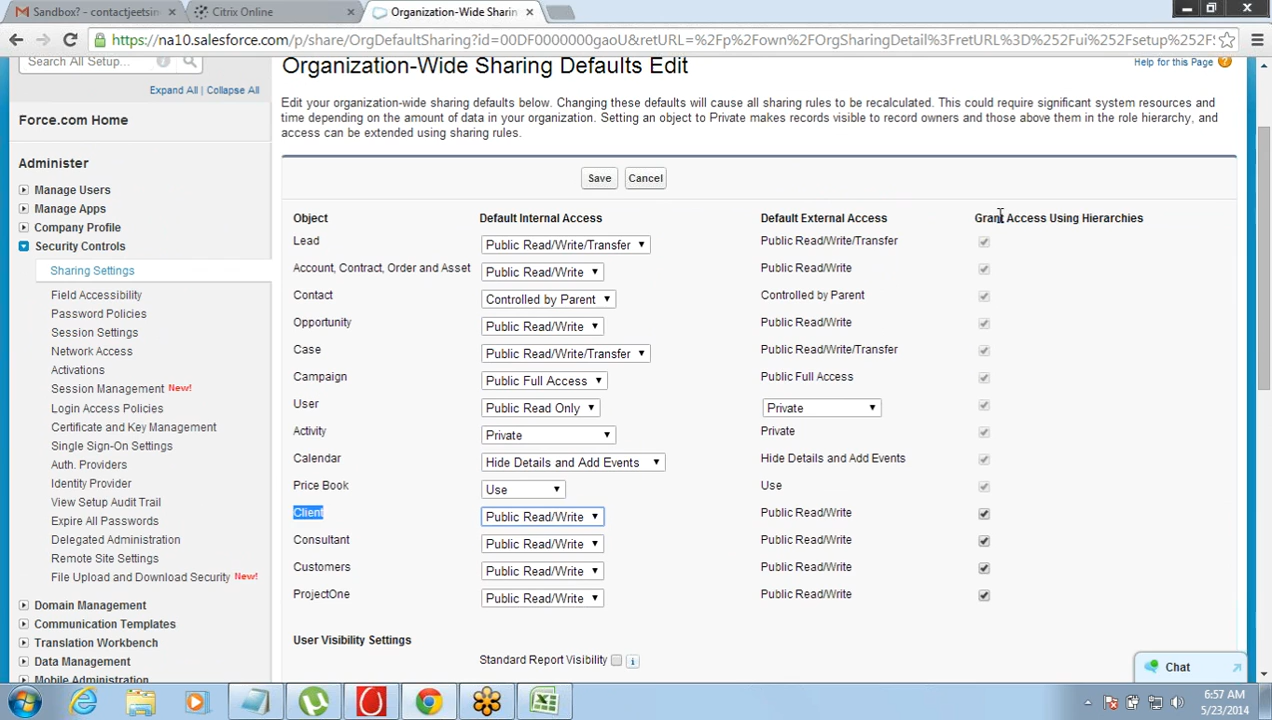 Sandbox? - contactjeetsin
Citrix Online
Organization-Wide Sharin
https://na10.salesforce.com/p/share/OrgDefaultSharing?id=00DF0000000gaoU&retURL=%2Fp%2Fown%2FOrgSharingDetail%3FretURL%3D%252Fui%252Fsetup%252FS
Search All Setup...
Expand All | Collapse All
Force.com Home
Administer
Manage Users
Manage Apps
Company Profile
Security Controls
Sharing Settings
Field Accessibility
Password Policies
Session Settings
Network Access
Activations
Session Management New!
Login Access Policies
Certificate and Key Management
Single Sign-On Settings
Auth. Providers
Identity Provider
View Setup Audit Trail
Expire All Passwords
Delegated Administration
Remote Site Settings
File Upload and Download Security New!
Domain Management
Communication Templates
Translation Workbench
Data Management
Mobile Administration
Organization-Wide Sharing Defaults Edit
Help for this Page ?
Edit your organization-wide sharing defaults below. Changing these defaults will cause all sharing rules to be recalculated. This could require significant system resources and
time depending on the amount of data in your organization. Setting an object to Private makes records visible to record owners and those above them in the role hierarchy, and
access can be extended using sharing rules.
Save Cancel
Object Default Internal Access Default External Access Grant Access Using Hierarchies
Lead Public Read/Write/Transfer Public Read/Write/Transfer
Account, Contract, Order and Asset Public Read/Write Public Read/Write
Contact Controlled by Parent Controlled by Parent
Opportunity Public Read/Write Public Read/Write
Case Public Read/Write/Transfer Public Read/Write/Transfer
Campaign Public Full Access Public Full Access
User Public Read Only Private
Activity Private Private
Calendar Hide Details and Add Events Hide Details and Add Events
Price Book Use Use
Client Public Read/Write Public Read/Write
Consultant Public Read/Write Public Read/Write
Customers Public Read/Write Public Read/Write
ProjectOne Public Read/Write Public Read/Write
User Visibility Settings
Standard Report Visibility
Chat
6:57 AM
5/23/2014